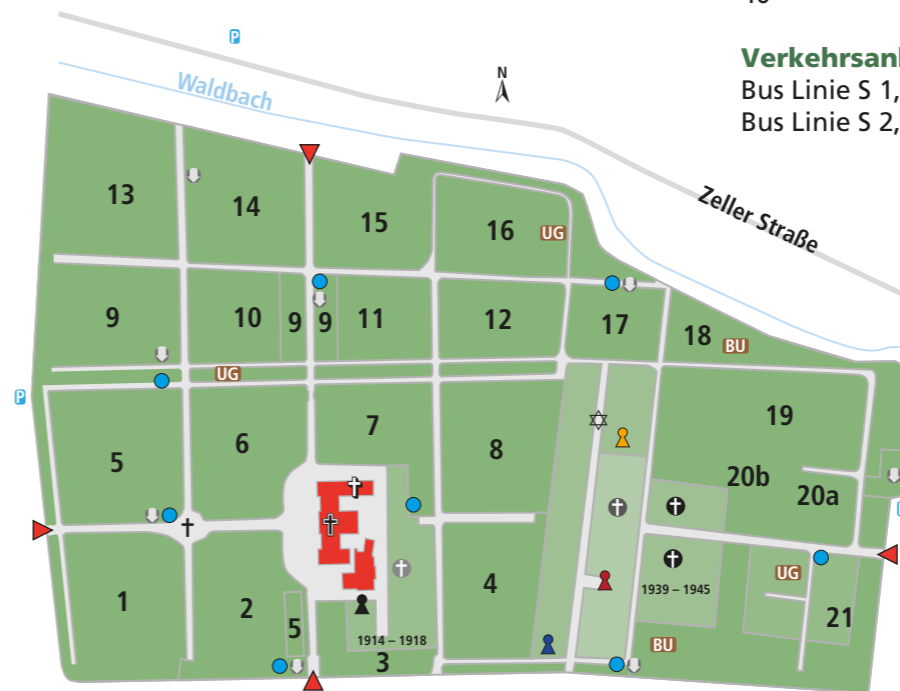 Verkehrsanl
Bus Linie S 1,
Bus Linie S 2,
P
Waldbach
N
Zeller Straße
13
14
15
16
UG
9
10
9
9
11
12
17
18
BU
UG
P
5
6
7
8
19
20b
20a
1
2
5
3
4
1914 – 1918
1939 – 1945
UG
21
BU